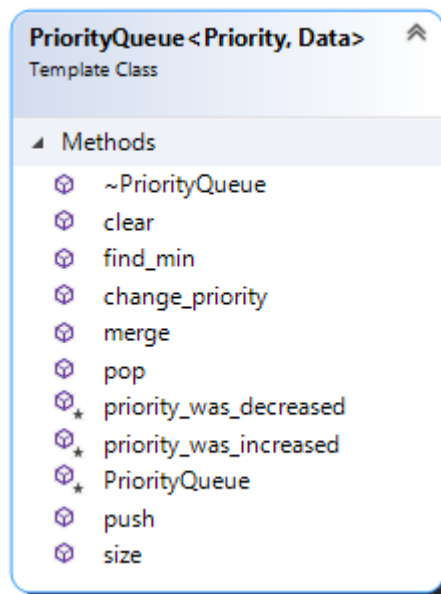 PriorityQueue<Priority, Data>
Template Class
Methods
~PriorityQueue
clear
find_min
change_priority
merge
pop
priority_was_decreased
priority_was_increased
PriorityQueue
push
size